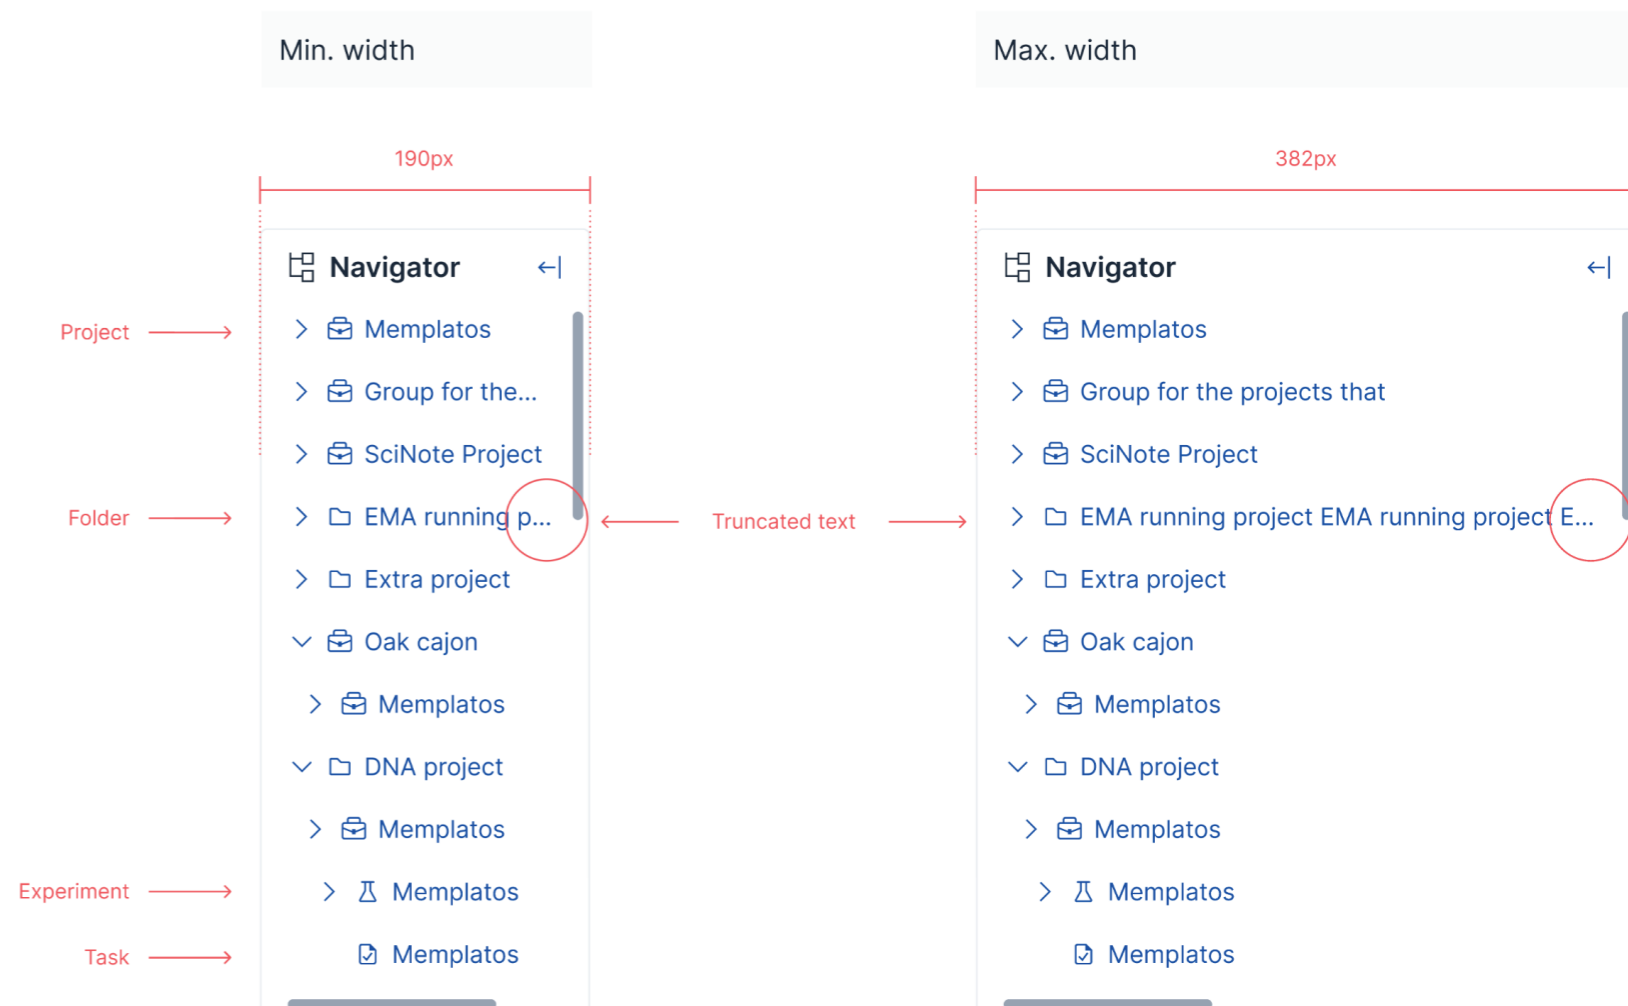 Min. width
Max. width
190px
382px
Navigator
Navigator
Project
Memplatos
Memplatos
Group for the...
Group for the projects that
SciNote Project
SciNote Project
Folder
EMA running p...
Truncated text
EMA running project EMA running project E...
Extra project
Extra project
Oak cajon
Oak cajon
Memplatos
Memplatos
DNA project
DNA project
Memplatos
Memplatos
Experiment
Memplatos
Memplatos
Task
Memplatos
Memplatos